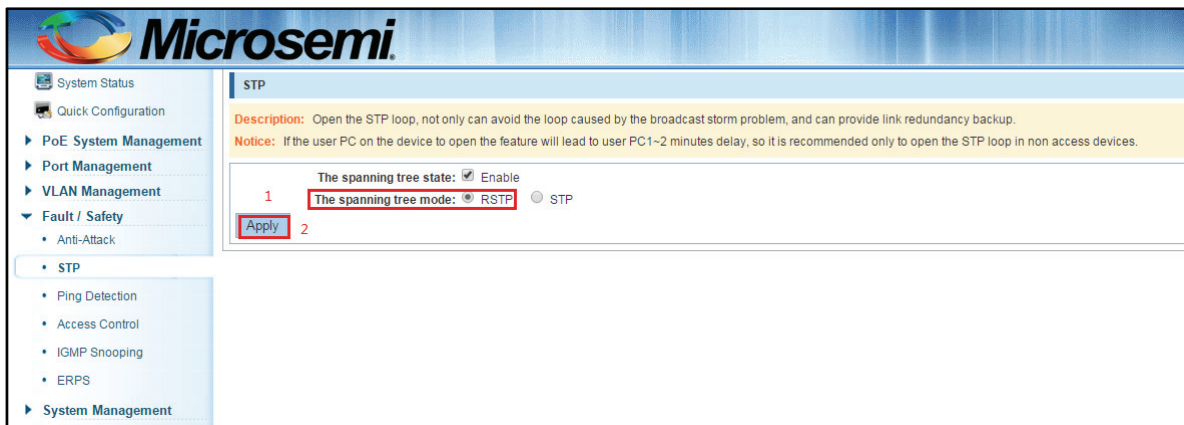 Microsemi.
System Status
Quick Configuration
PoE System Management
Port Management
VLAN Management
Fault / Safety
• Anti-Attack
• STP
• Ping Detection
• Access Control
• IGMP Snooping
• ERPS
System Management
STP
Description: Open the STP loop, not only can avoid the loop caused by the broadcast storm problem, and can provide link redundancy backup.
Notice: If the user PC on the device to open the feature will lead to user PC1~2 minutes delay, so it is recommended only to open the STP loop in non access devices.
The spanning tree state: Enable
1 The spanning tree mode: RSTP STP
Apply 2